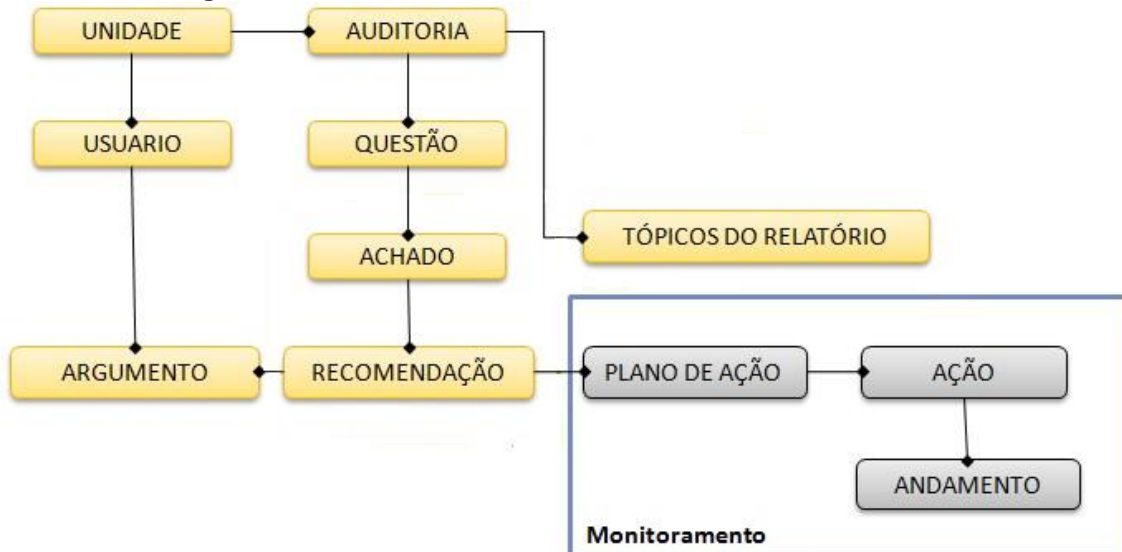 UNIDADE
AUDITORIA
USUARIO
QUESTÃO
TÓPICOS DO RELATÓRIO
ACHADO
ARGUMENTO
RECOMENDAÇÃO
PLANO DE AÇÃO
AÇÃO
ANDAMENTO
Monitoramento